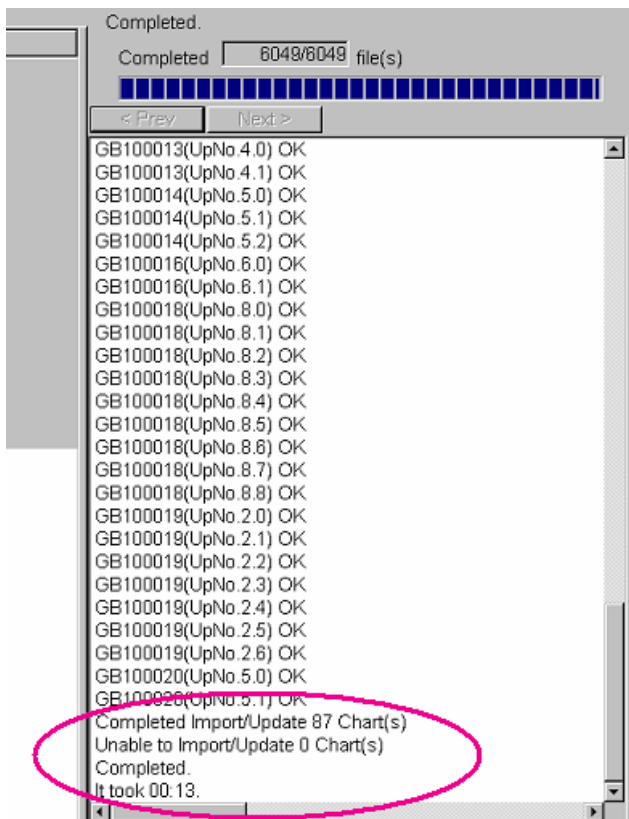 Completed.
Completed 6049/6049 file(s)
< Prev Next >
GB100013(UpNo.4.0) OK
GB100013(UpNo.4.1) OK
GB100014(UpNo.5.0) OK
GB100014(UpNo.5.1) OK
GB100014(UpNo.5.2) OK
GB100016(UpNo.6.0) OK
GB100016(UpNo.6.1) OK
GB100018(UpNo.8.0) OK
GB100018(UpNo.8.1) OK
GB100018(UpNo.8.2) OK
GB100018(UpNo.8.3) OK
GB100018(UpNo.8.4) OK
GB100018(UpNo.8.5) OK
GB100018(UpNo.8.6) OK
GB100018(UpNo.8.7) OK
GB100018(UpNo.8.8) OK
GB100019(UpNo.2.0) OK
GB100019(UpNo.2.1) OK
GB100019(UpNo.2.2) OK
GB100019(UpNo.2.3) OK
GB100019(UpNo.2.4) OK
GB100019(UpNo.2.5) OK
GB100019(UpNo.2.6) OK
GB100020(UpNo.5.0) OK
GB100020(UpNo.5.1) OK
Completed Import/Update 87 Chart(s)
Unable to Import/Update 0 Chart(s)
Completed.
It took 00:13.